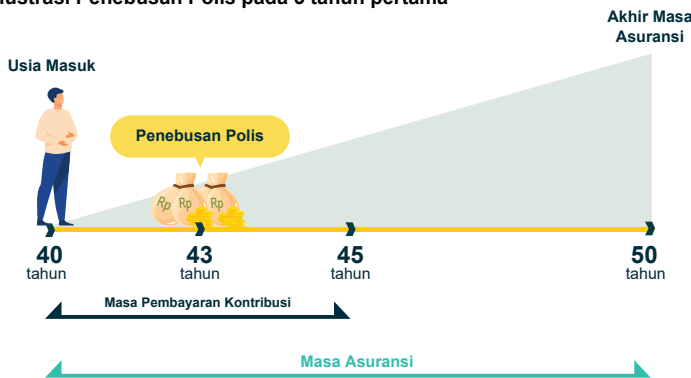 Ilustrasi Penebusan Polis pada 3 tahun pertama
Akhir Masa
Asuransi
Usia Masuk
Penebusan Polis
Rp Rp Rp
40 43 45 50
tahun tahun tahun tahun
Masa Pembayaran Kontribusi
Masa Asuransi